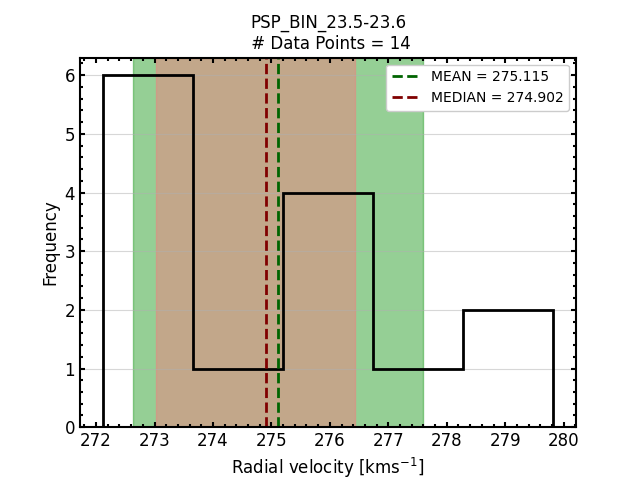 PSP_BIN_23.5-23.6
# Data Points = 14
MEAN = 275.115
MEDIAN = 274.902
6
5
4
3
2
1
0
Frequency
272 273 274 275 276 277 278 279 280
Radial velocity [kms⁻¹]